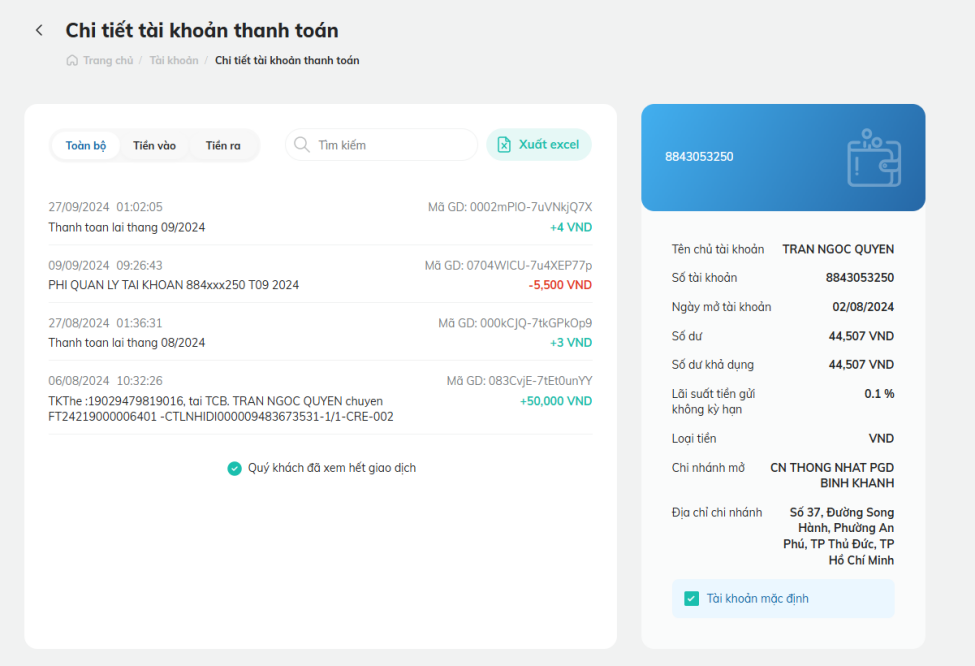 Chi tiết tài khoản thanh toán
Trang chủ / Tài khoản / Chi tiết tài khoản thanh toán
Toàn bộ Tiền vào Tiền ra Tìm kiếm Xuất excel
27/09/2024 01:02:05 Mã GD: 0002mPIO-7uVNkjQ7X
Thanh toan lai thang 09/2024 +4 VND
09/09/2024 09:26:43 Mã GD: 0704WICU-7u4XEP77p
PHI QUAN LY TAI KHOAN 884xxx250 T09 2024 -5,500 VND
27/08/2024 01:36:31 Mã GD: 000kCJQ-7tkGPkOp9
Thanh toan lai thang 08/2024 +3 VND
06/08/2024 10:32:26 Mã GD: 083CvjE-7tEt0unYY
TKThe :19029479819016, tai TCB. TRAN NGOC QUYEN chuyen +50,000 VND
FT24219000006401 -CTLNHIDI000009483673531-1/1-CRE-002
Quý khách đã xem hết giao dịch
8843053250
Tên chủ tài khoản TRAN NGOC QUYEN
Số tài khoản 8843053250
Ngày mở tài khoản 02/08/2024
Số dư 44,507 VND
Số dư khả dụng 44,507 VND
Lãi suất tiền gửi 0.1 %
không kỳ hạn
Loại tiền VND
Chi nhánh mở CN THONG NHAT PGD
BINH KHANH
Địa chỉ chi nhánh Số 37, Đường Song
Hành, Phường An
Phú, TP Thủ Đức, TP
Hồ Chí Minh
Tài khoản mặc định